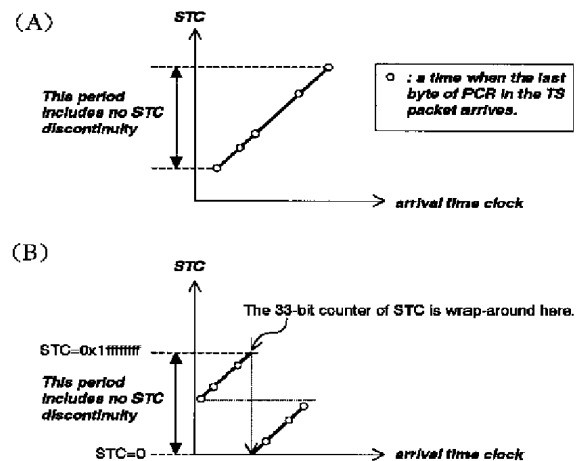 (A)
STC
This period
includes no STC
discontinuity
: a time when the last
byte of PCR in the TS
packet arrives.
arrival time clock
(B)
STC
The 33-bit counter of STC is wrap-around here.
STC=0x1ffffffff
This period
includes no STC
discontinuity
STC=0
arrival time clock